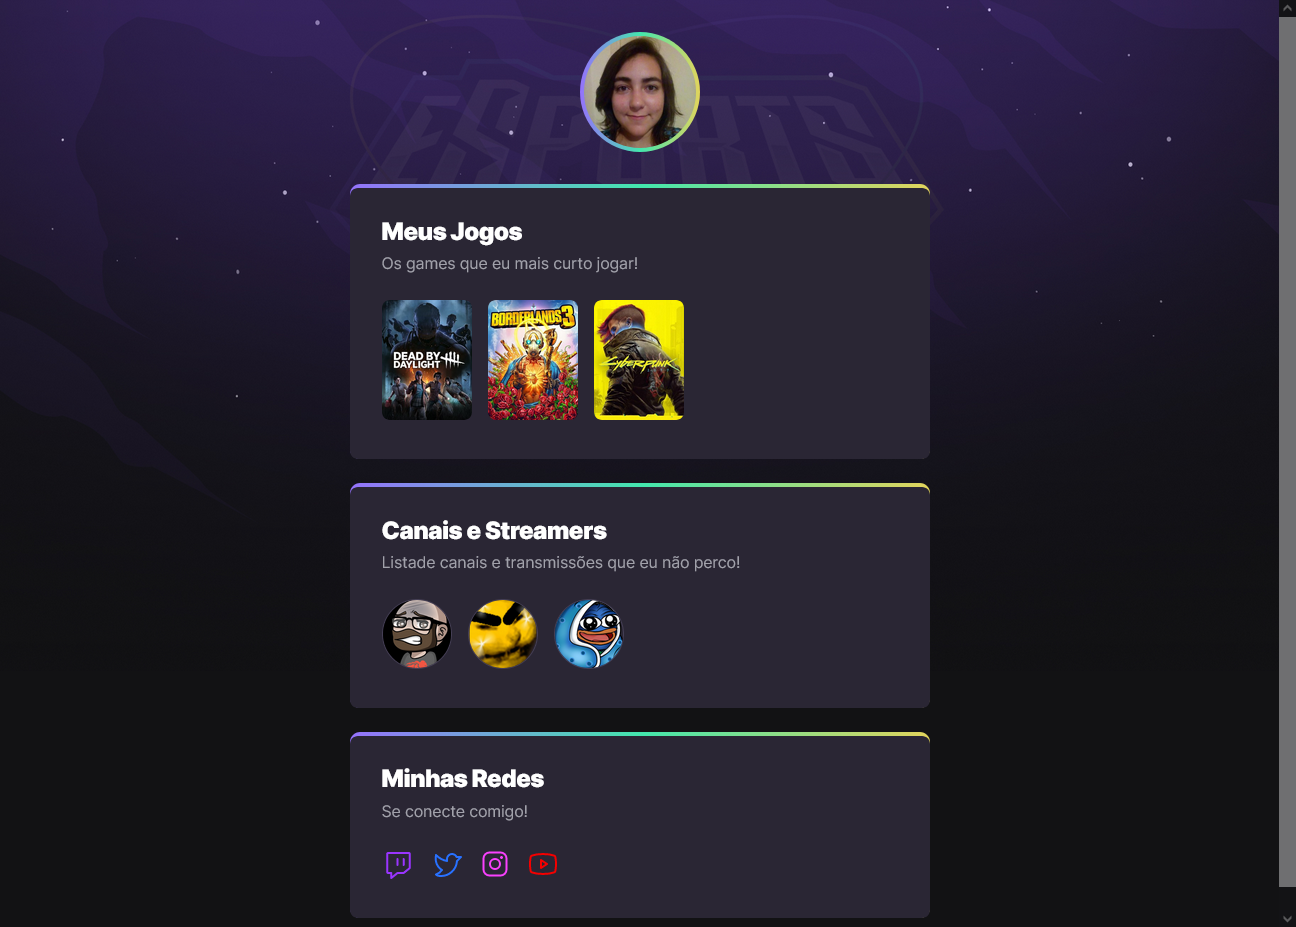 ESPORTS
Meus Jogos
Os games que eu mais curto jogar!
DEAD BY
DAYLIGHT
BORDERLANDS 3
Cyberpunk
Canais e Streamers
Listade canais e transmissões que eu não perco!
Minhas Redes
Se conecte comigo!